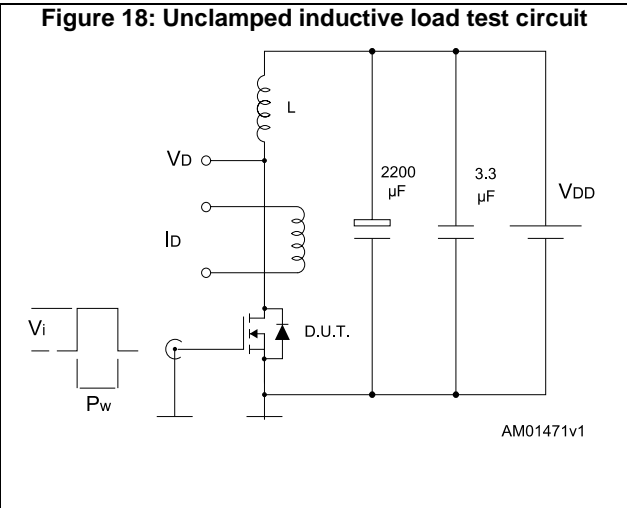 Figure 18: Unclamped inductive load test circuit
L
VD
2200
µF
3.3
µF
VDD
ID
Vi
D.U.T.
Pw
AM01471v1